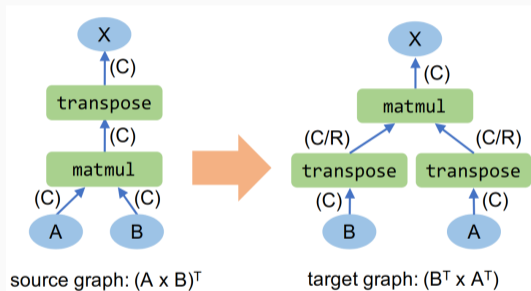 X
(C)
transpose
(C)
matmul
(C) (C)
A B
source graph: (A x B)ᵀ
X
(C)
matmul
(C/R) (C/R)
transpose transpose
(C) (C)
B A
target graph: (Bᵀ x Aᵀ)